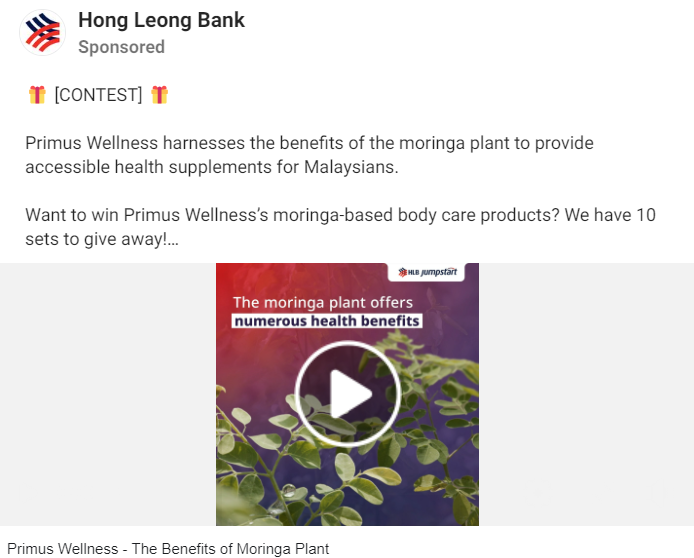 Hong Leong Bank
Sponsored
🎁 [CONTEST] 🎁
Primus Wellness harnesses the benefits of the moringa plant to provide
accessible health supplements for Malaysians.
Want to win Primus Wellness’s moringa-based body care products? We have 10
sets to give away!...
HLB Jumpstart
The moringa plant offers
numerous health benefits
Primus Wellness - The Benefits of Moringa Plant